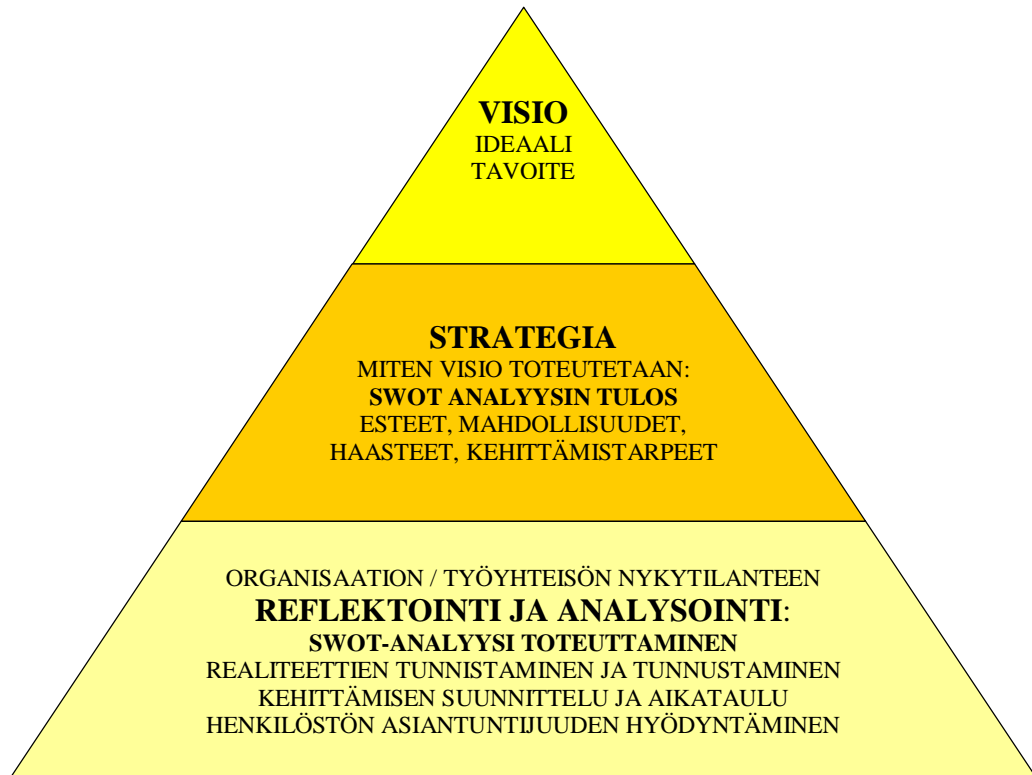 VISIO
IDEAALI
TAVOITE
STRATEGIA
MITEN VISIO TOTEUTETAAN:
SWOT ANALYYSIN TULOS
ESTEET, MAHDOLLISUUDET,
HAASTEET, KEHITTÄMISTARPEET
ORGANISAATION / TYÖYHTEISÖN NYKYTILANTEEN
REFLEKTOINTI JA ANALYSOINTI:
SWOT-ANALYYSI TOTEUTTAMINEN
REALITEETTIEN TUNNISTAMINEN JA TUNNUSTAMINEN
KEHITTÄMISEN SUUNNITTELU JA AIKATAULU
HENKILÖSTÖN ASIANTUNTIJUUDEN HYÖDYNTÄMINEN